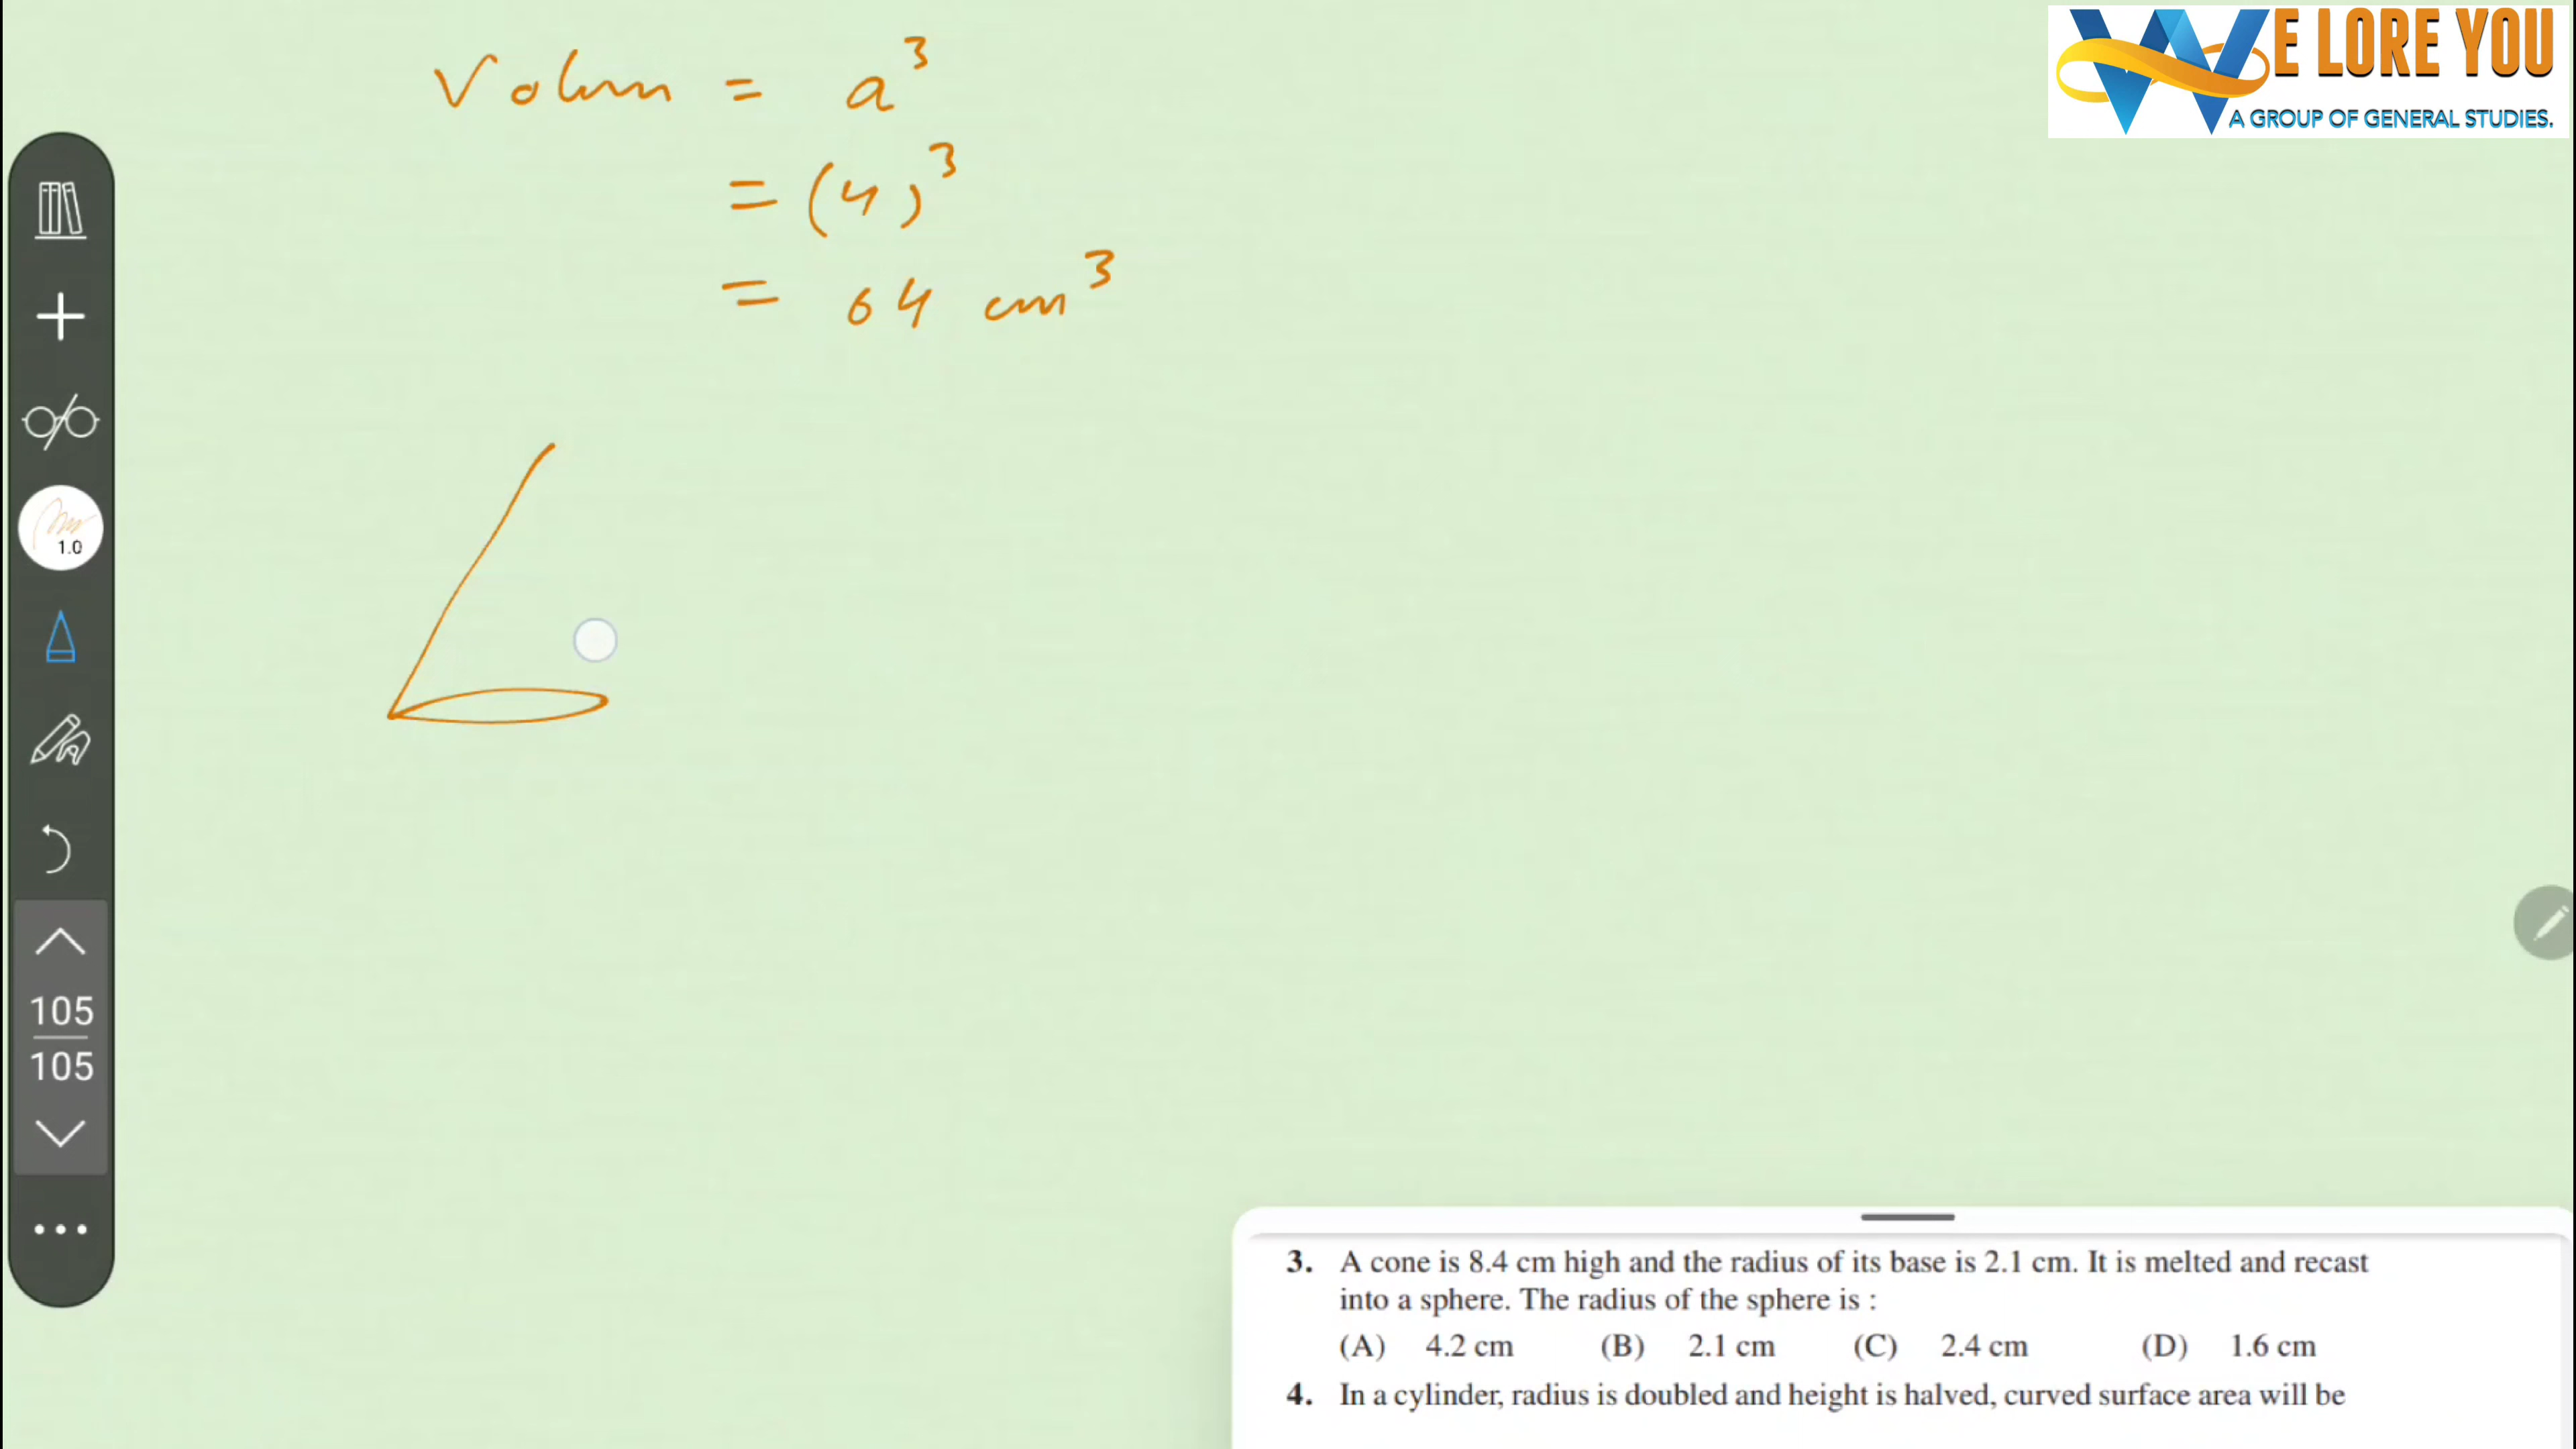 Volum = a³
= (4)³
= 64 cm³
WE LORE YOU
A GROUP OF GENERAL STUDIES.
1.0
105
105
3. A cone is 8.4 cm high and the radius of its base is 2.1 cm. It is melted and recast
into a sphere. The radius of the sphere is :
(A) 4.2 cm (B) 2.1 cm (C) 2.4 cm (D) 1.6 cm
4. In a cylinder, radius is doubled and height is halved, curved surface area will be